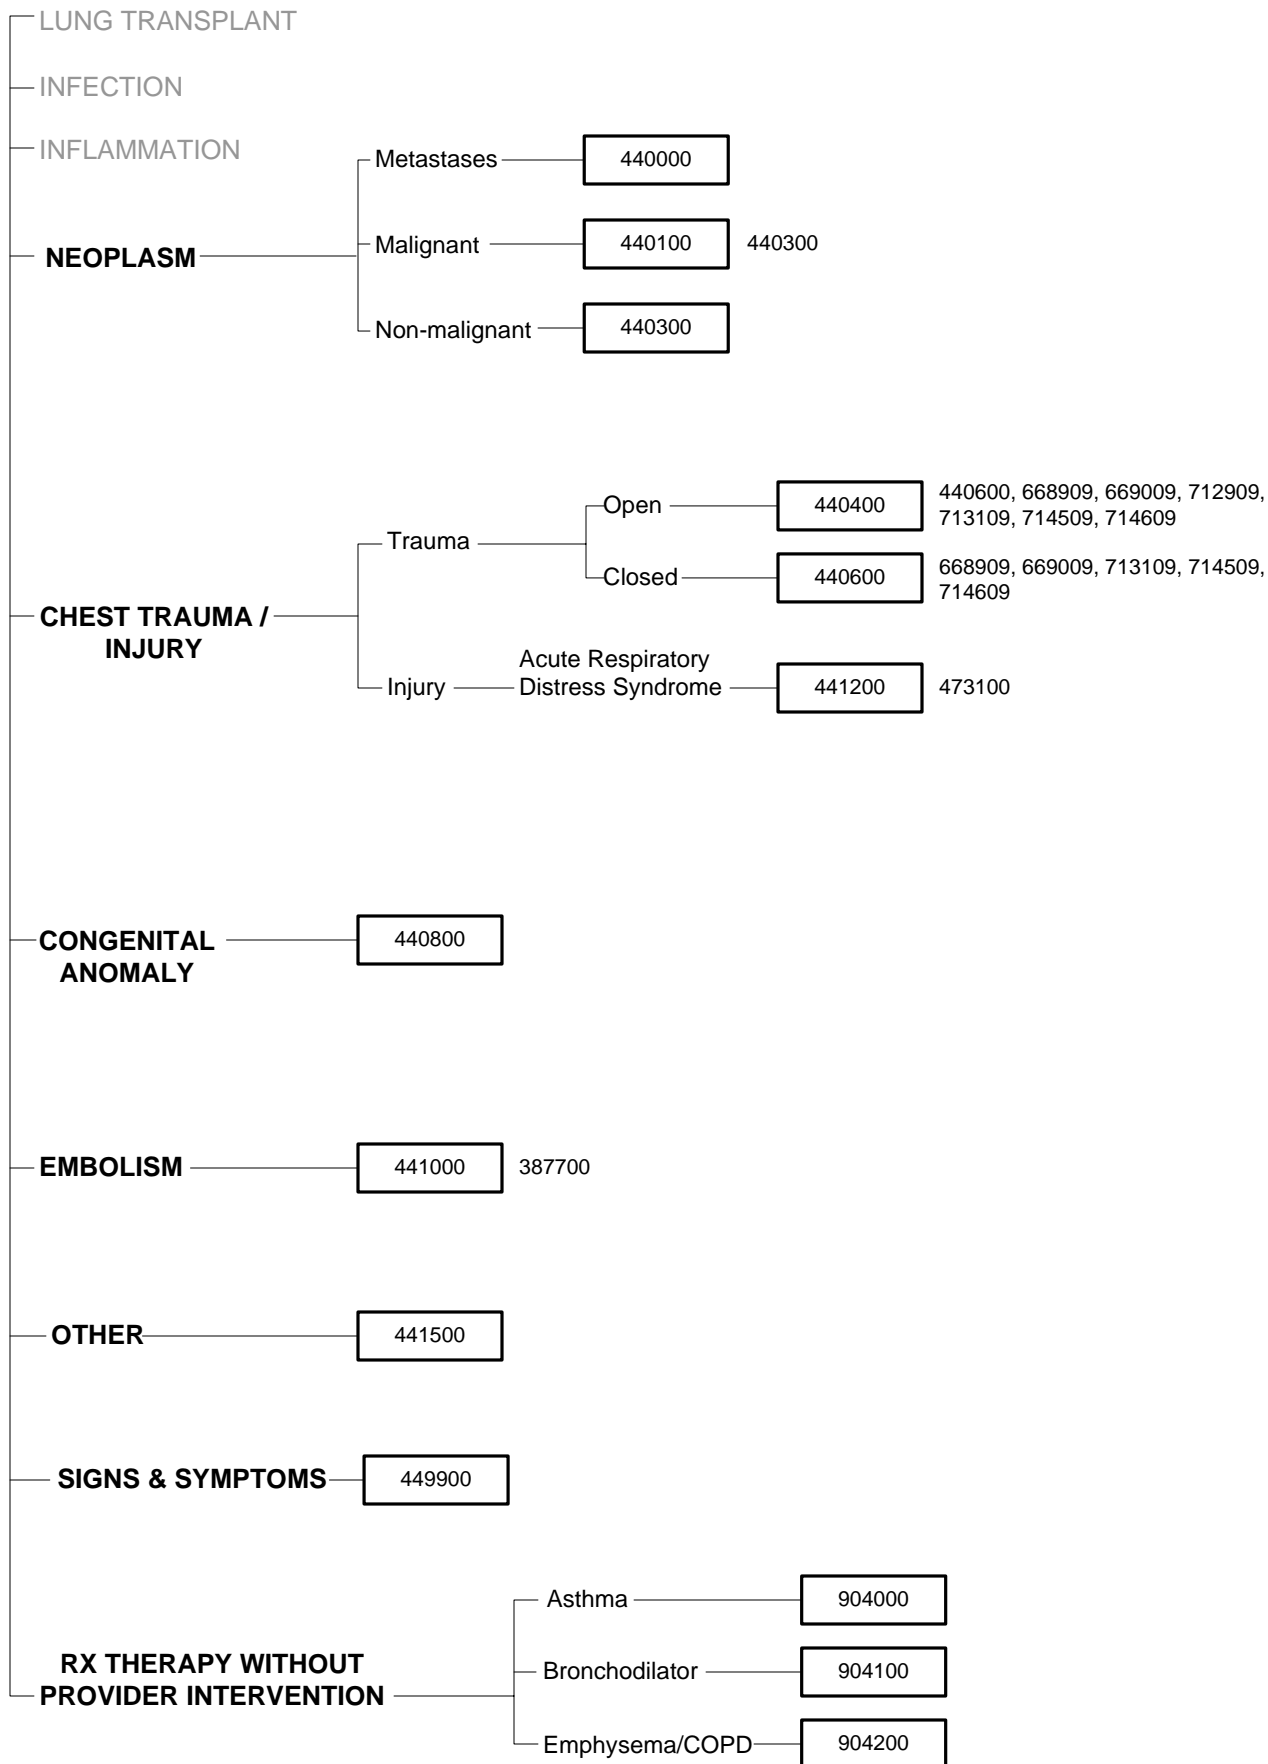 LUNG TRANSPLANT
INFECTION
INFLAMMATION
Metastases 440000
NEOPLASM
Malignant 440100 440300
Non-malignant 440300
CHEST TRAUMA /
INJURY
Trauma
Open 440400 440600, 668909, 669009, 712909,
713109, 714509, 714609
Closed 440600 668909, 669009, 713109, 714509,
714609
Injury
Acute Respiratory
Distress Syndrome 441200 473100
CONGENITAL
ANOMALY
440800
EMBOLISM 441000 387700
OTHER 441500
SIGNS & SYMPTOMS 449900
RX THERAPY WITHOUT
PROVIDER INTERVENTION
Asthma 904000
Bronchodilator 904100
Emphysema/COPD 904200